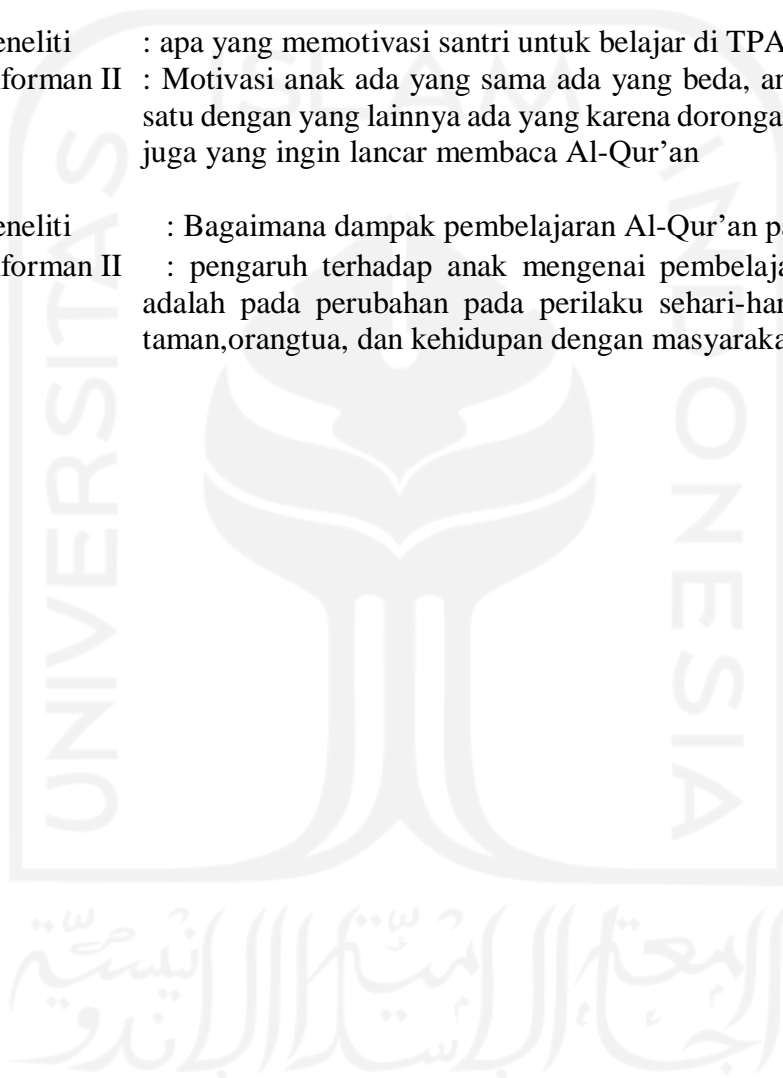 eneliti : apa yang memotivasi santri untuk belajar di TPA
forman II : Motivasi anak ada yang sama ada yang beda, an
satu dengan yang lainnya ada yang karena doronga
juga yang ingin lancar membaca Al-Qur’an
eneliti : Bagaimana dampak pembelajaran Al-Qur’an pa
forman II : pengaruh terhadap anak mengenai pembelaja
adalah pada perubahan pada perilaku sehari-har
taman,orangtua, dan kehidupan dengan masyaraka
ISLAM
UNIVERSITAS
INDONESIA